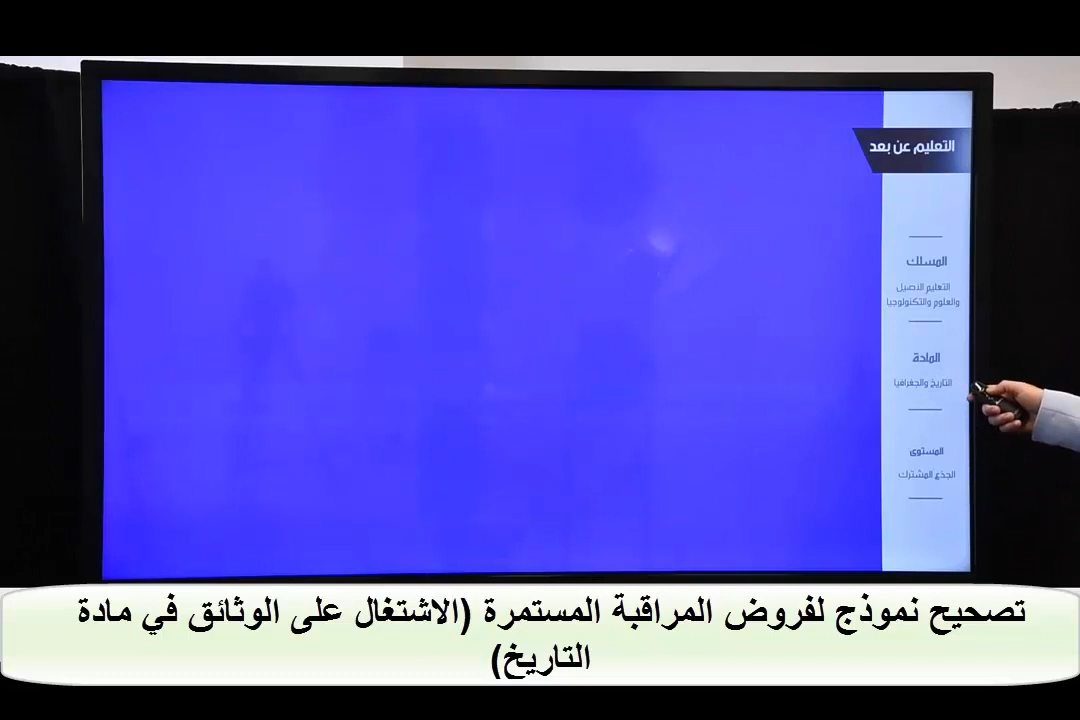 التعليم عن بعد
المسلك
التعليم الأصيل
والعلوم والتكنولوجيا
المادة
التاريخ والجغرافيا
المستوى
الجذع المشترك
تصحيح نموذج لفروض المراقبة المستمرة (الاشتغال على الوثائق في مادة
التاريخ)